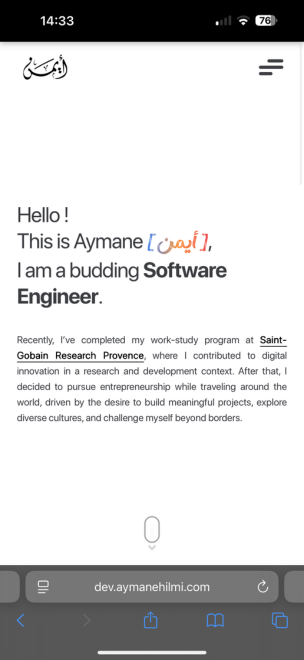 14:33
76
أيمن
Hello !
This is Aymane [أيمن],
I am a budding Software
Engineer.
Recently, I've completed my work-study program at Saint-
Gobain Research Provence, where I contributed to digital
innovation in a research and development context. After that, I
decided to pursue entrepreneurship while traveling around the
world, driven by the desire to build meaningful projects, explore
diverse cultures, and challenge myself beyond borders.
dev.aymanehilmi.com